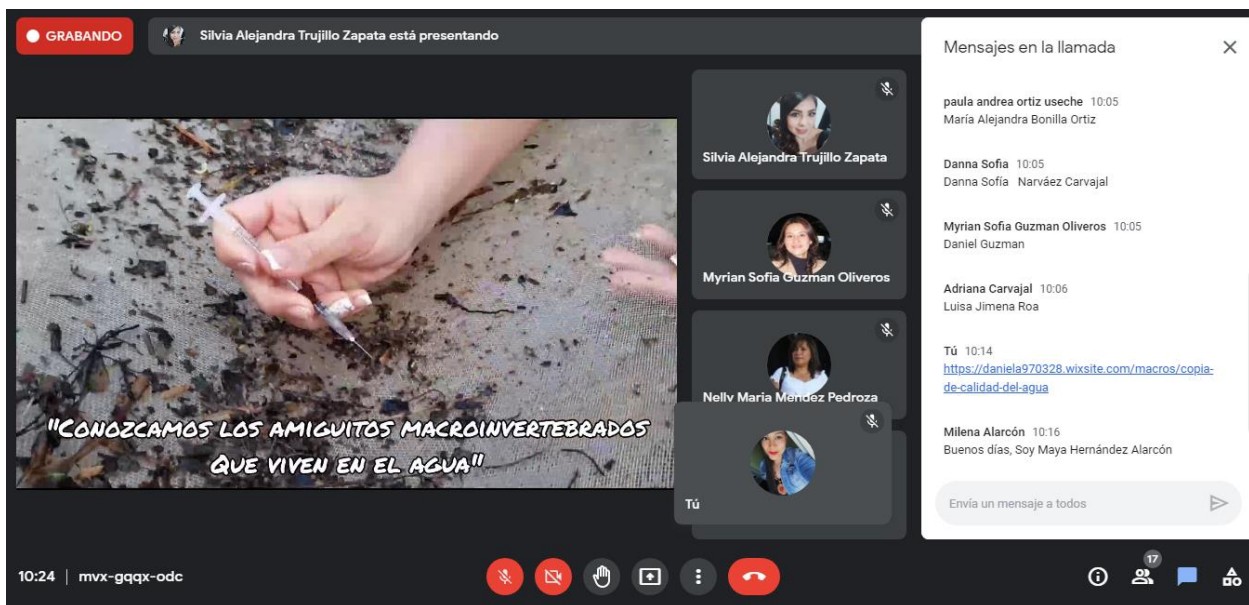 GRABANDO
Silvia Alejandra Trujillo Zapata está presentando
"CONOZCAMOS LOS AMIGUITOS MACROINVERTEBRADOS
QUE VIVEN EN EL AGUA"
Silvia Alejandra Trujillo Zapata
Myrian Sofia Guzman Oliveros
Nelly Maria Mendez Pedroza
Tú
Mensajes en la llamada
paula andrea ortiz useche 10:05
María Alejandra Bonilla Ortiz
Danna Sofia 10:05
Danna Sofía Narváez Carvajal
Myrian Sofia Guzman Oliveros 10:05
Daniel Guzman
Adriana Carvajal 10:06
Luisa Jimena Roa
Tú 10:14
https://daniela970328.wixsite.com/macros/copia-
de-calidad-del-agua
Milena Alarcón 10:16
Buenos días, Soy Maya Hernández Alarcón
Envía un mensaje a todos
10:24 | mvx-gqqx-odc
17